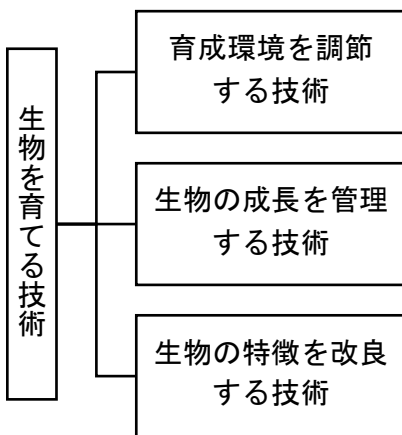 生物を育てる技術
育成環境を調節
する技術
生物の成長を管理
する技術
生物の特徴を改良
する技術